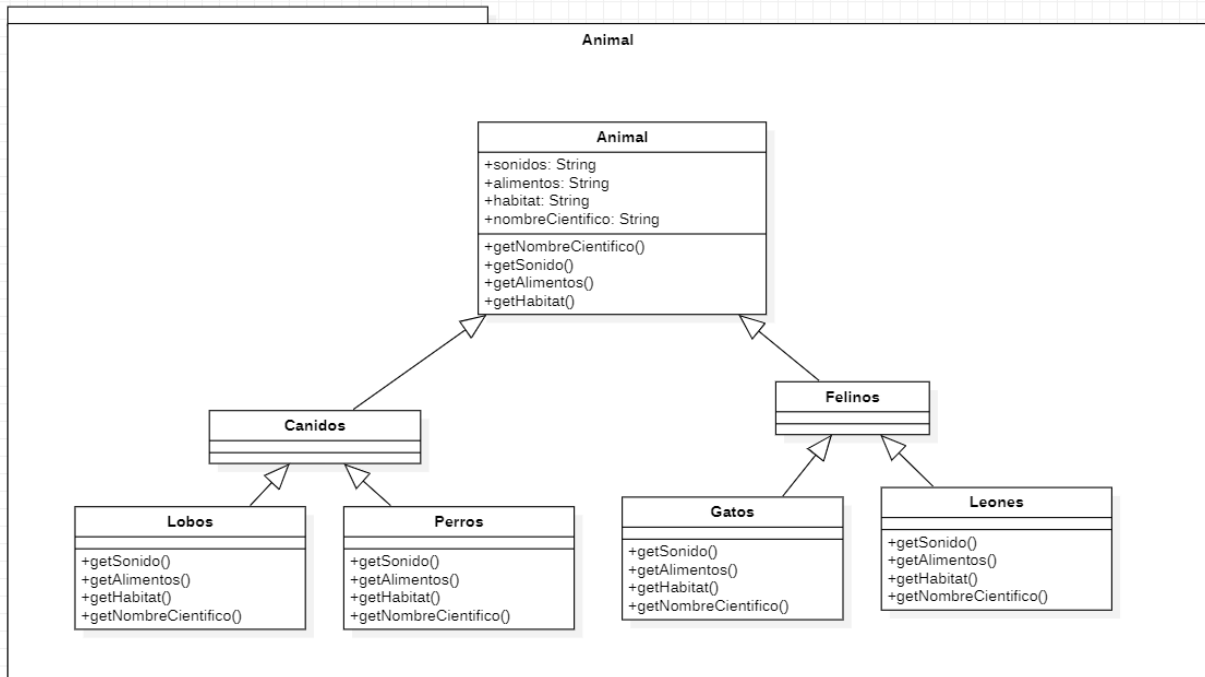 Animal
Animal
+sonidos: String
+alimentos: String
+habitat: String
+nombreCientifico: String
+getNombreCientifico()
+getSonido()
+getAlimentos()
+getHabitat()
Canidos
Felinos
Lobos
+getSonido()
+getAlimentos()
+getHabitat()
+getNombreCientifico()
Perros
+getSonido()
+getAlimentos()
+getHabitat()
+getNombreCientifico()
Gatos
+getSonido()
+getAlimentos()
+getHabitat()
+getNombreCientifico()
Leones
+getSonido()
+getAlimentos()
+getHabitat()
+getNombreCientifico()